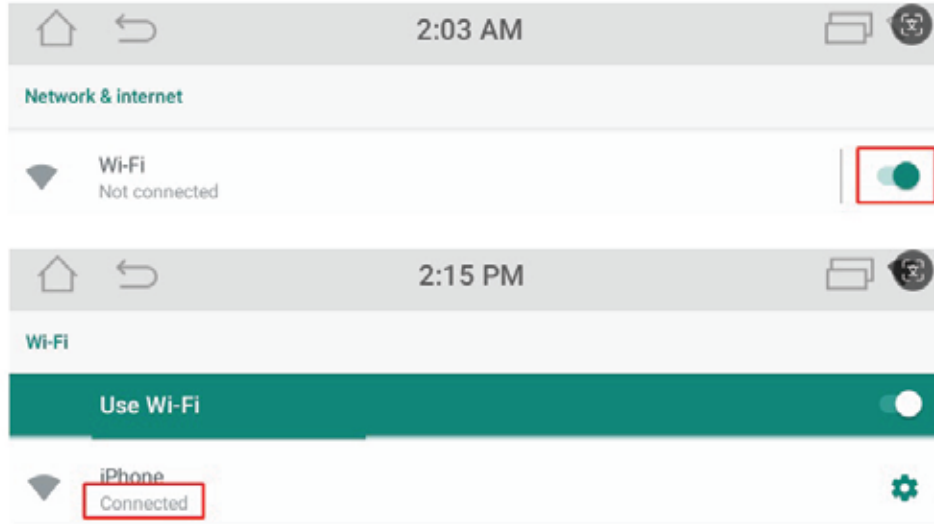 2:03 AM
Network & internet
Wi-Fi
Not connected
2:15 PM
Wi-Fi
Use Wi-Fi
iPhone
Connected